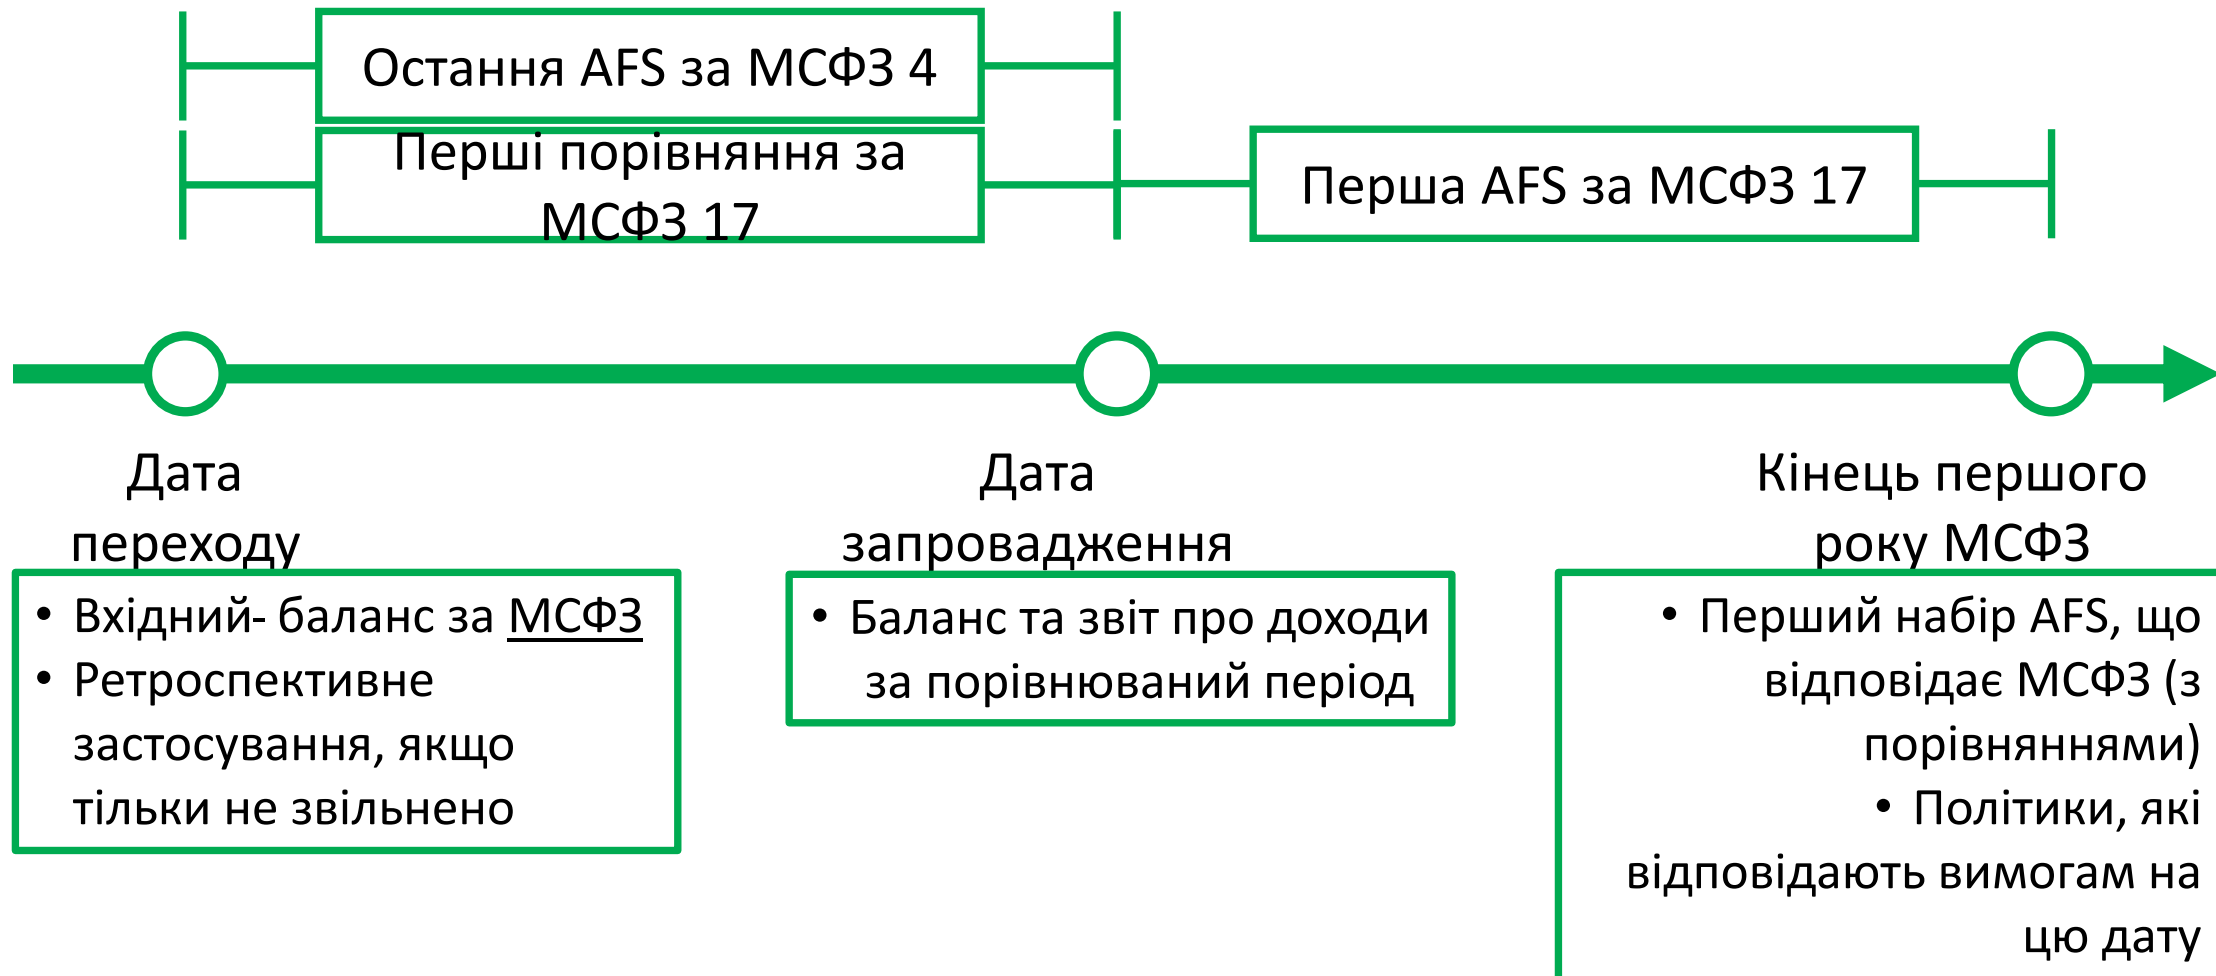 Остання AFS за МСФЗ 4
Перші порівняння за
МСФЗ 17
Перша AFS за МСФЗ 17
Дата
переходу
• Вхідний- баланс за МСФЗ
• Ретроспективне
застосування, якщо
тільки не звільнено
Дата
запровадження
• Баланс та звіт про доходи
за порівнюваний період
Кінець першого
року МСФЗ
• Перший набір AFS, що
відповідає МСФЗ (з
порівняннями)
• Політики, які
відповідають вимогам на
цю дату